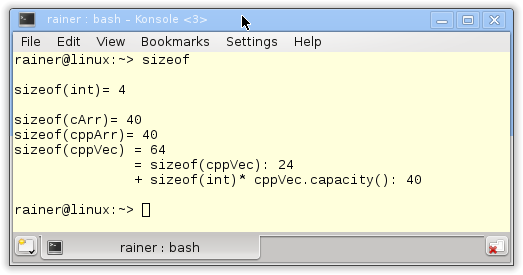 rainer : bash - Konsole <3>
File Edit View Bookmarks Settings Help
rainer@linux:~> sizeof
sizeof(int)= 4
sizeof(cArr)= 40
sizeof(cppArr)= 40
sizeof(cppVec) = 64
= sizeof(cppVec): 24
+ sizeof(int)* cppVec.capacity(): 40
rainer@linux:~>
rainer : bash